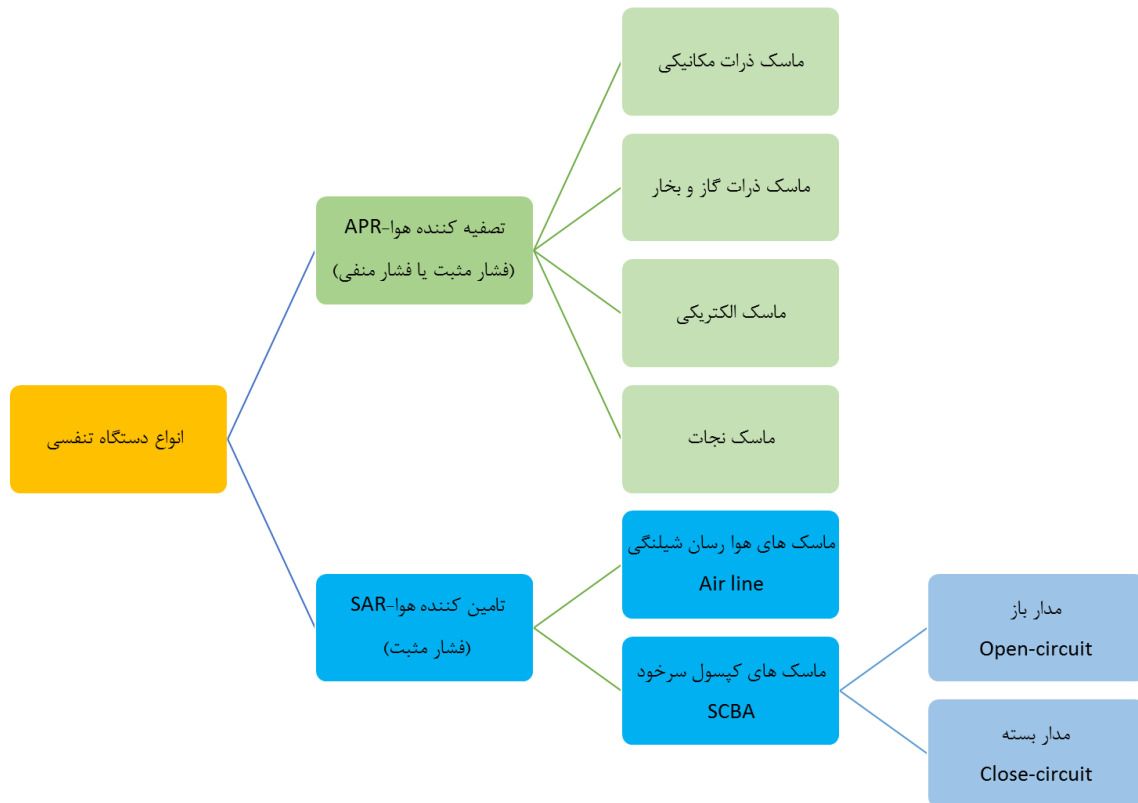 انواع دستگاه تنفسی
تصفیه کننده هوا-APR
(فشار مثبت یا فشار منفی)
ماسک ذرات مکانیکی
ماسک ذرات گاز و بخار
ماسک الکتریکی
ماسک نجات
تامین کننده هوا-SAR
(فشار مثبت)
ماسک های هوا رسان شیلنگی
Air line
ماسک های کپسول سرخود
SCBA
مدار باز
Open-circuit
مدار بسته
Close-circuit